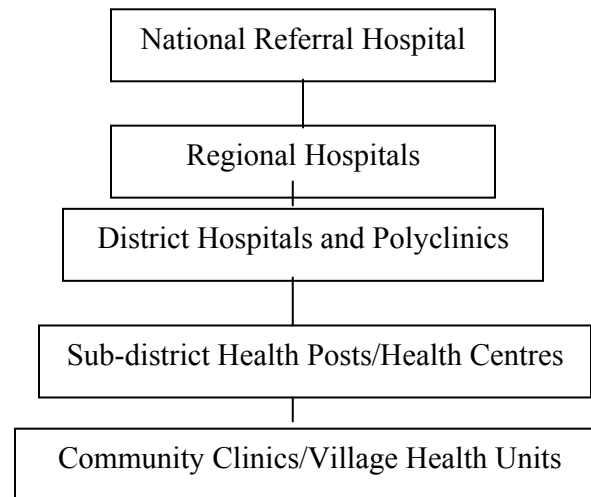 National Referral Hospital
Regional Hospitals
District Hospitals and Polyclinics
Sub-district Health Posts/Health Centres
Community Clinics/Village Health Units